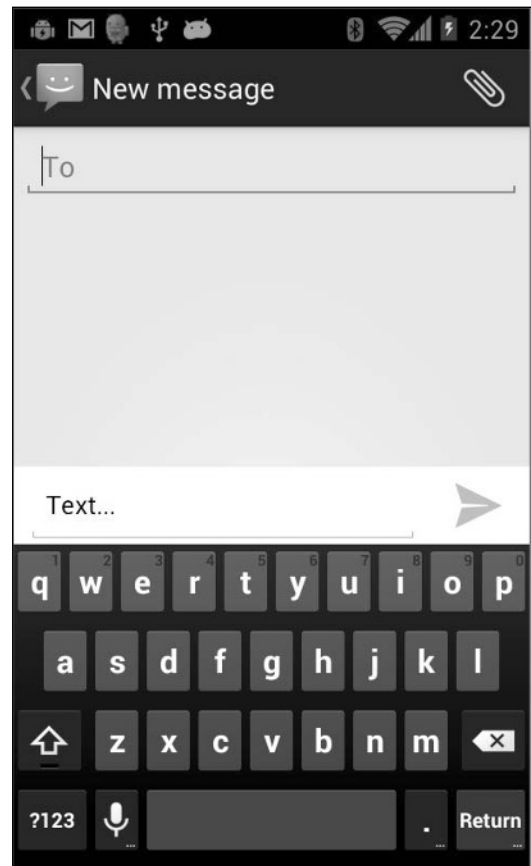 2:29
New message
To
Text...
1 2 3 4 5 6 7 8 9 0
q w e r t y u i o p
a s d f g h j k l
z x c v b n m
?123 . Return